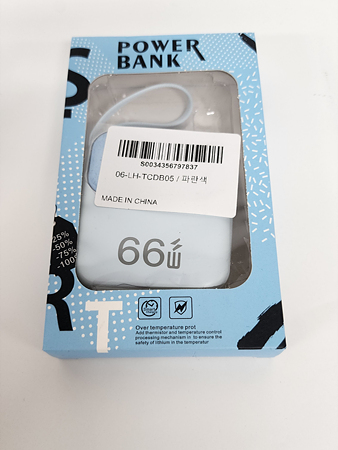 POWER
BANK
S0034356797837
06-LH-TCDB05 / 파란색
MADE IN CHINA
66W
25%
-50%
-75%
-100%
R
T
Over temperature prot
Add thermistor and temperature control
processing mechanism in to ensure the
safety of lithium in the temperatur